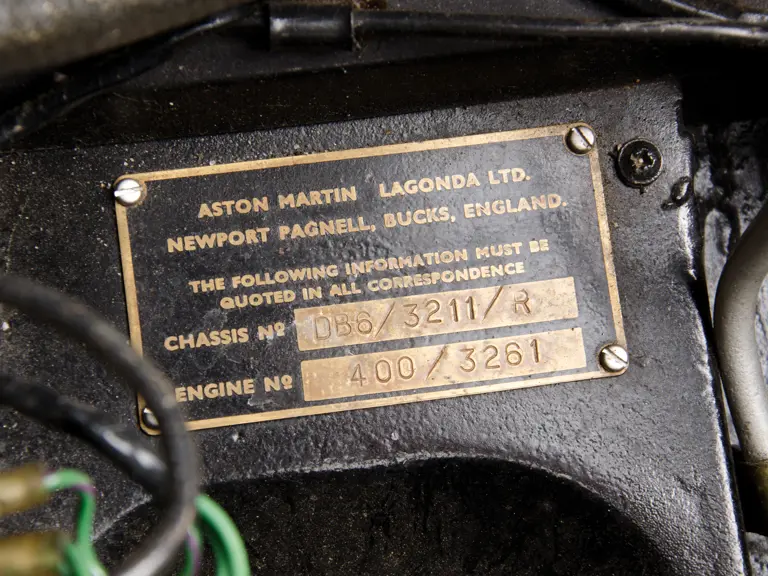 ASTON MARTIN LAGONDA LTD.
NEWPORT PAGNELL, BUCKS, ENGLAND.
THE FOLLOWING INFORMATION MUST BE
QUOTED IN ALL CORRESPONDENCE
CHASSIS Nº DB6/3211/R
ENGINE Nº 400/3261